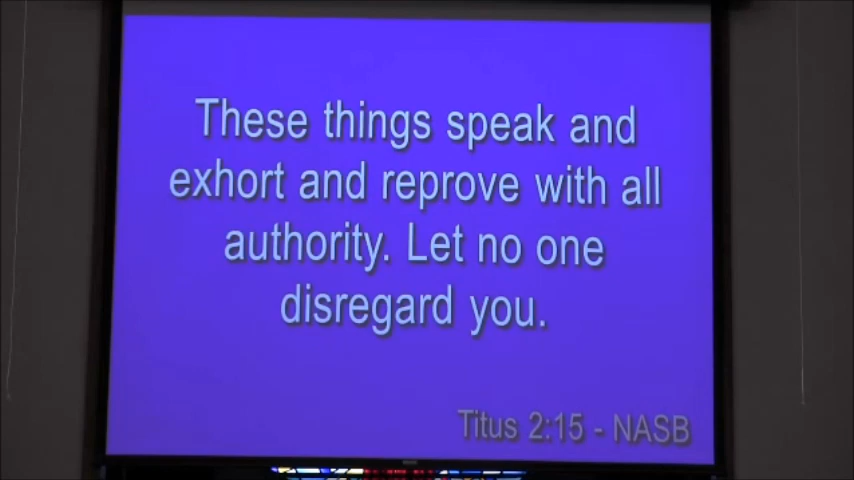 These things speak and
exhort and reprove with all
authority. Let no one
disregard you.
Titus 2:15 - NASB